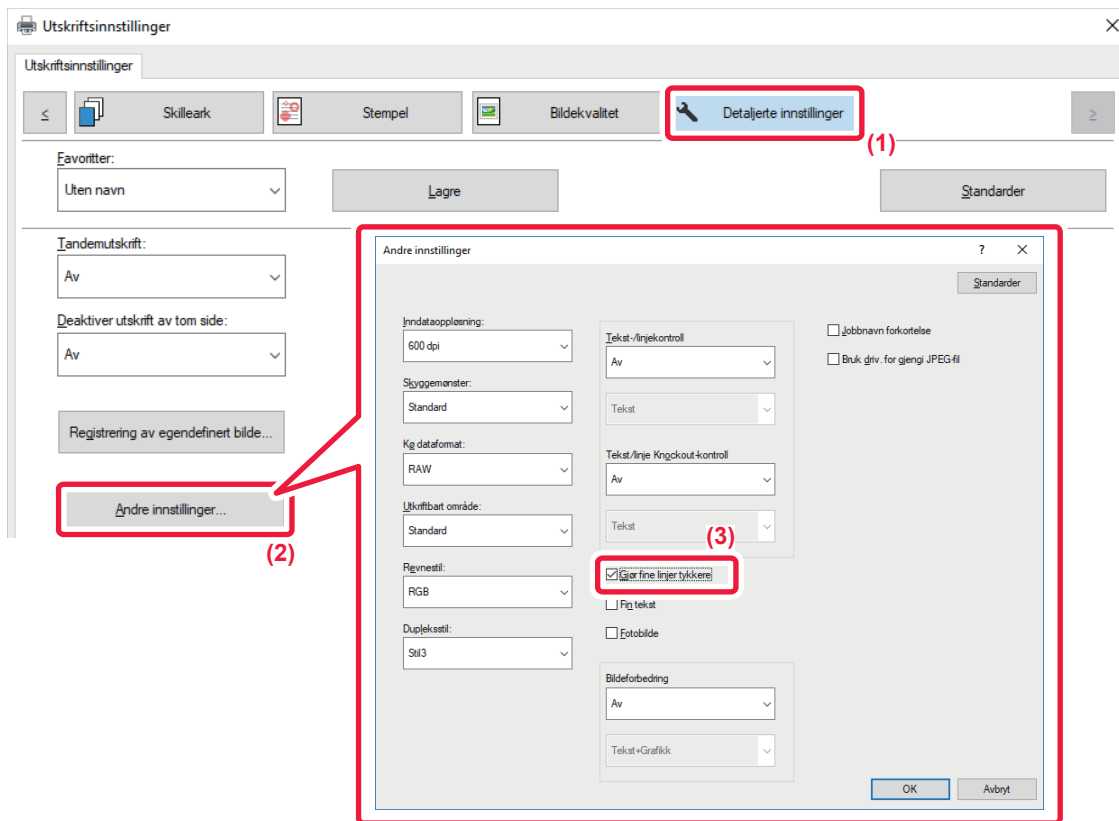 Utskriftsinnstillinger
Utskriftsinnstillinger
≤ Skilleark Stempel Bildekvalitet Detaljerte innstillinger ≥
(1)
Favoritter:
Uten navn Lagre Standarder
Tandemutskrift:
Av
Deaktiver utskrift av tom side:
Av
Registrering av egendefinert bilde...
Andre innstillinger...
(2)
Andre innstillinger ?
Standarder
Inndataoppløsning:
600 dpi
Skyggemønster:
Standard
Kø dataformat:
RAW
Utkriftbart område:
Standard
Revnestil:
RGB
Dupleksstil:
Stil3
Tekst-/linjekontroll
Av
Tekst
Tekst/linje Knockout-kontroll
Av
Tekst
(3)
Gjør fine linjer tykkere
Fin tekst
Fotobilde
Bildeforbedring
Av
Tekst+Grafikk
Jobbnavn forkortelse
Bruk driv. for gjengi JPEG-fil
OK Avbryt